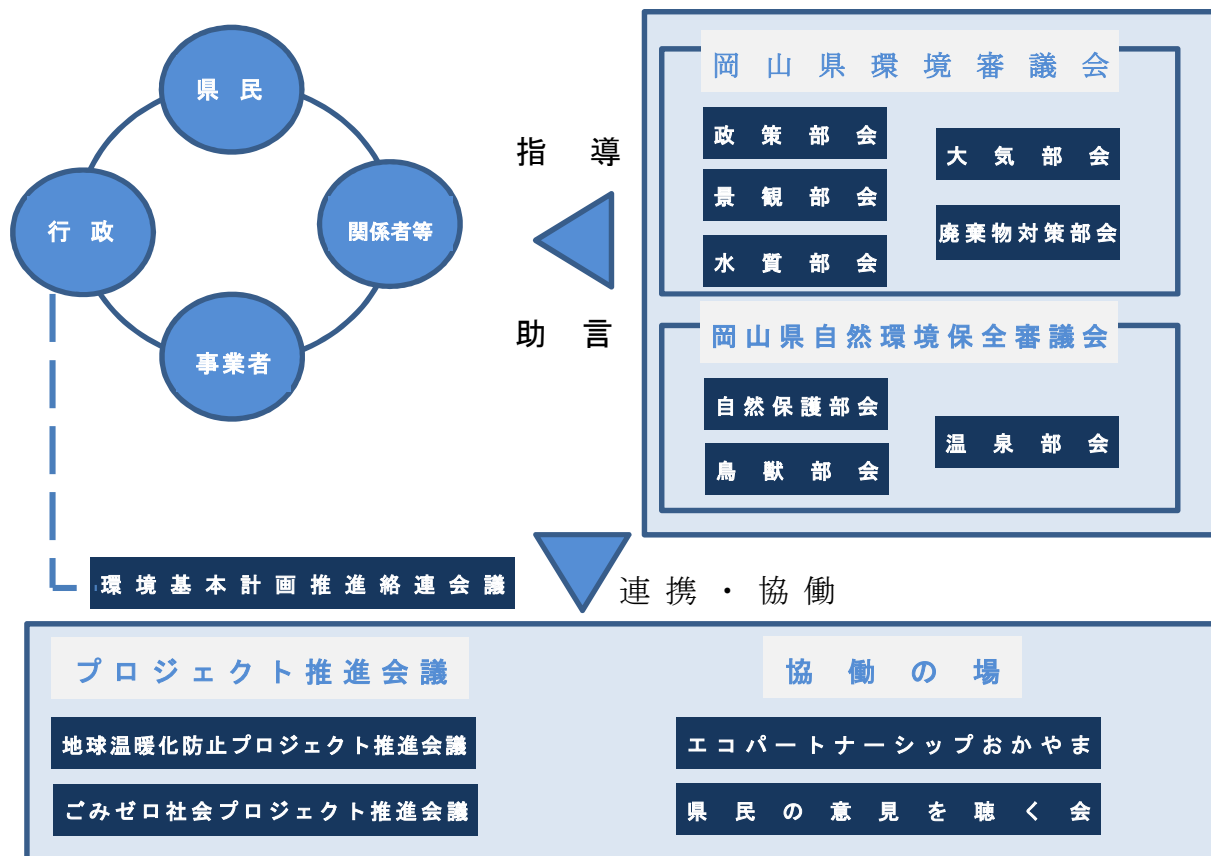 県民
行政
関係者等
事業者
指導
助言
岡山県環境審議会
政策部会
景観部会
水質部会
大気部会
廃棄物対策部会
岡山県自然環境保全審議会
自然保護部会
鳥獣部会
温泉部会
環境基本計画推進絡連会議
連携・協働
プロジェクト推進会議
地球温暖化防止プロジェクト推進会議
ごみゼロ社会プロジェクト推進会議
協働の場
エコパートナーシップおかやま
県民の意見を聴く会